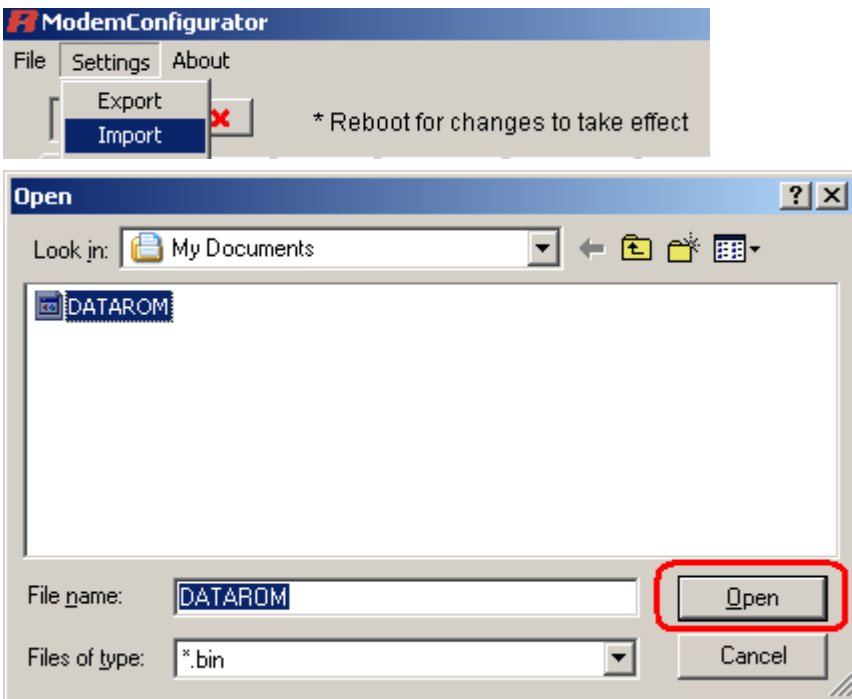 ModemConfigurator
File Settings About
Export
Import
* Reboot for changes to take effect
Open
Look in: My Documents
DATAROM
File name: DATAROM Open
Files of type: *.bin Cancel